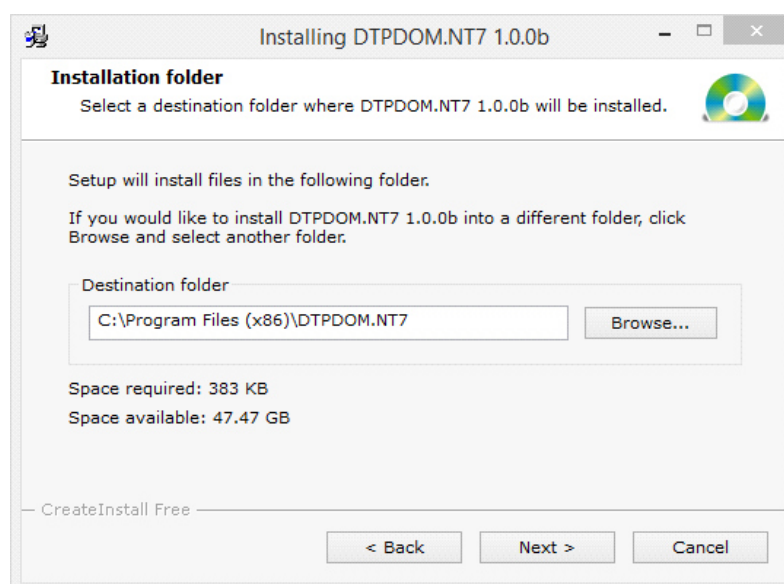 Installing DTPDOM.NT7 1.0.0b
Installation folder
Select a destination folder where DTPDOM.NT7 1.0.0b will be installed.
Setup will install files in the following folder.
If you would like to install DTPDOM.NT7 1.0.0b into a different folder, click
Browse and select another folder.
Destination folder
C:\Program Files (x86)\DTPDOM.NT7
Browse...
Space required: 383 KB
Space available: 47.47 GB
CreateInstall Free
< Back
Next >
Cancel